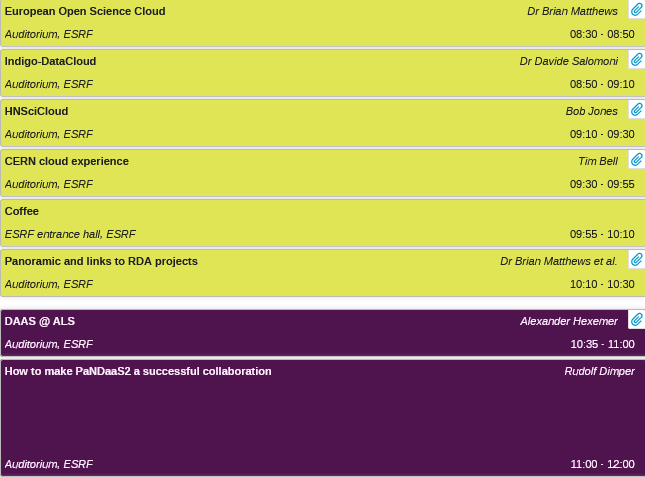 European Open Science Cloud Dr Brian Matthews
Auditorium, ESRF 08:30 - 08:50
Indigo-DataCloud Dr Davide Salomoni
Auditorium, ESRF 08:50 - 09:10
HNSciCloud Bob Jones
Auditorium, ESRF 09:10 - 09:30
CERN cloud experience Tim Bell
Auditorium, ESRF 09:30 - 09:55
Coffee
ESRF entrance hall, ESRF 09:55 - 10:10
Panoramic and links to RDA projects Dr Brian Matthews et al.
Auditorium, ESRF 10:10 - 10:30
DAAS @ ALS Alexander Hexemer
Auditorium, ESRF 10:35 - 11:00
How to make PaNDaaS2 a successful collaboration Rudolf Dimper
Auditorium, ESRF 11:00 - 12:00